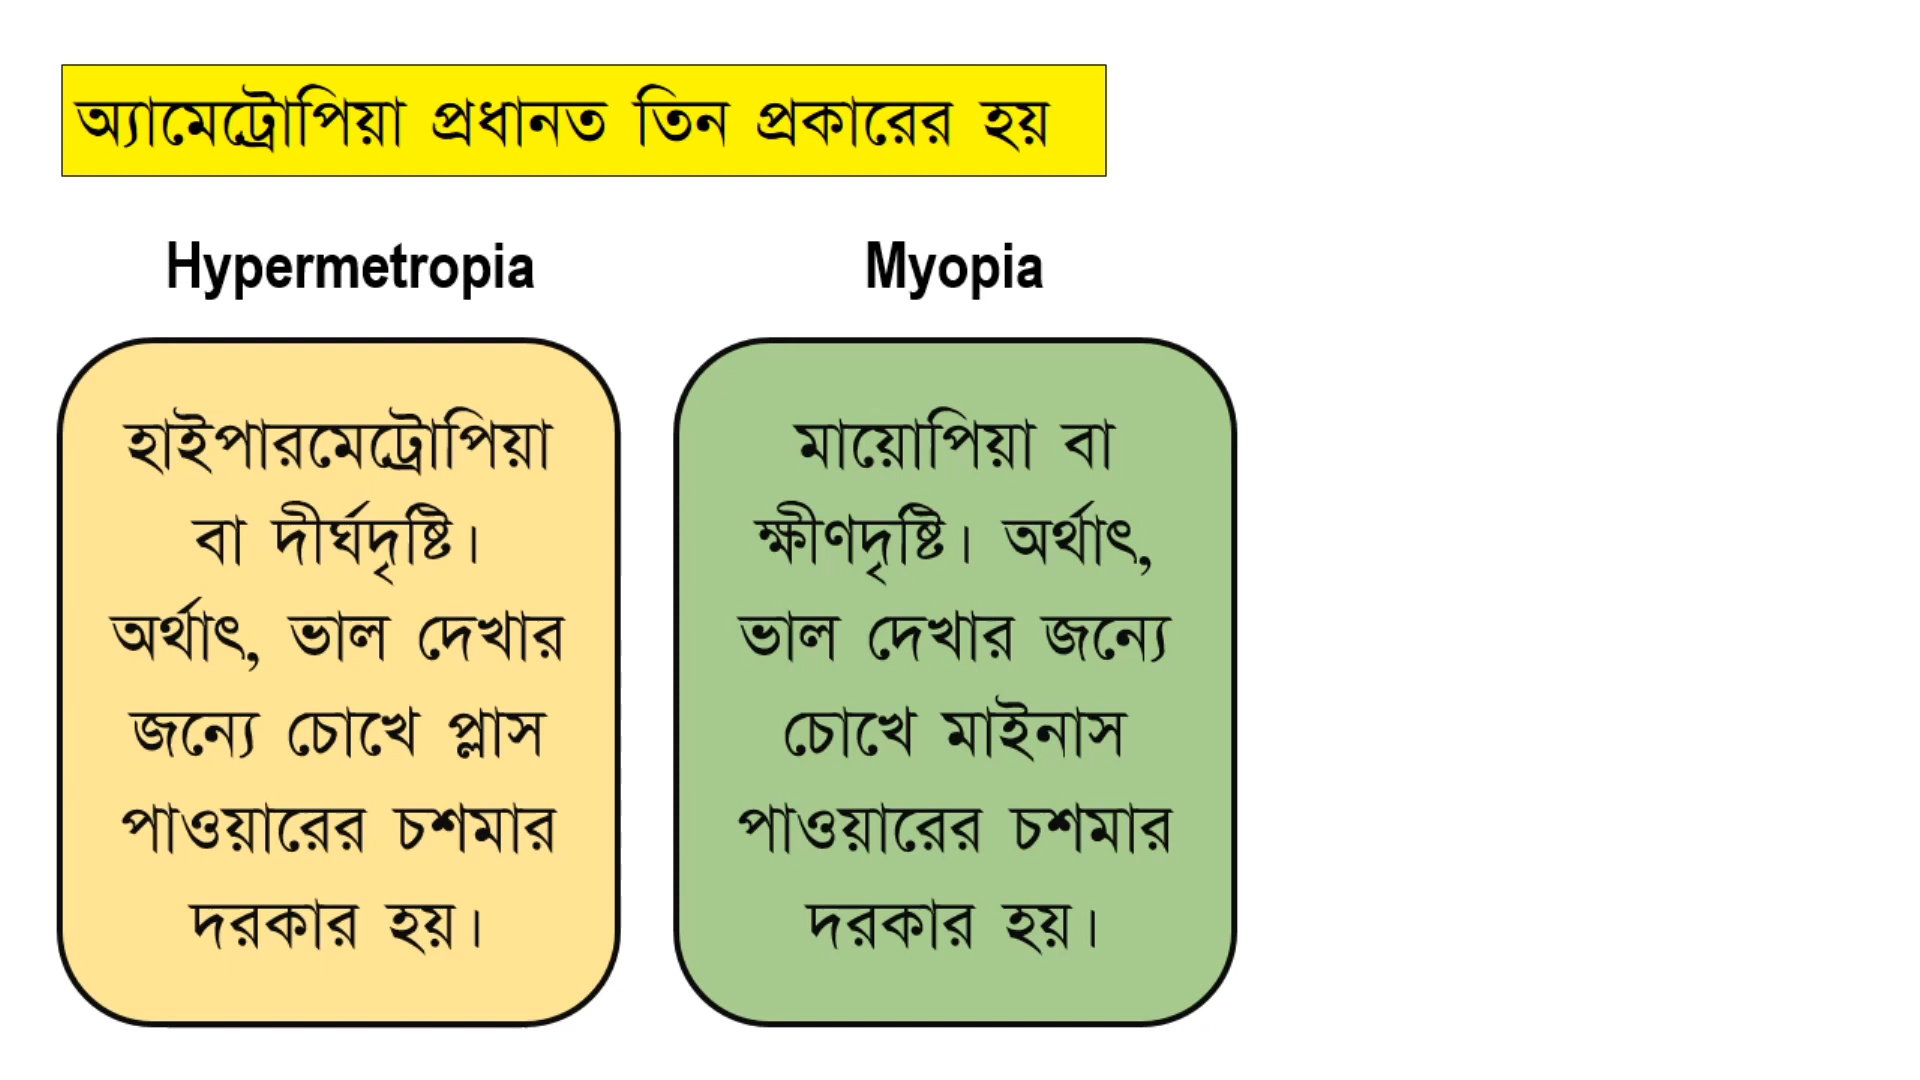 অ্যামেট্রোপিয়া প্রধানত তিন প্রকারের হয়
Hypermetropia
হাইপারমেট্রোপিয়া
বা দীর্ঘদৃষ্টি।
অর্থাৎ, ভাল দেখার
জন্যে চোখে প্লাস
পাওয়ারের চশমার
দরকার হয়।
Myopia
মায়োপিয়া বা
ক্ষীণদৃষ্টি। অর্থাৎ,
ভাল দেখার জন্যে
চোখে মাইনাস
পাওয়ারের চশমার
দরকার হয়।